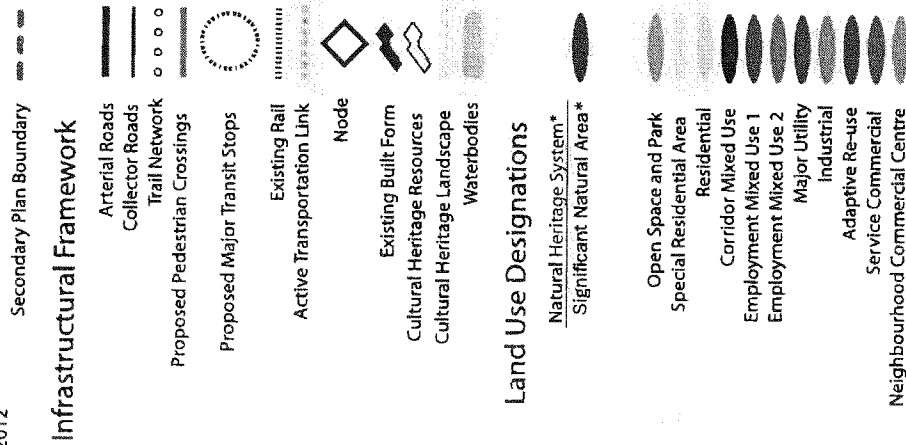 2012
Secondary Plan Boundary
Infrastructural Framework
Arterial Roads
Collector Roads
Trail Network
Proposed Pedestrian Crossings
Proposed Major Transit Stops
Existing Rail
Active Transportation Link
Node
Existing Built Form
Cultural Heritage Resources
Cultural Heritage Landscape
Waterbodies
Land Use Designations
Natural Heritage System*
Significant Natural Area*
Open Space and Park
Special Residential Area
Residential
Corridor Mixed Use
Employment Mixed Use 1
Employment Mixed Use 2
Major Utility
Industrial
Adaptive Re-use
Service Commercial
Neighbourhood Commercial Centre